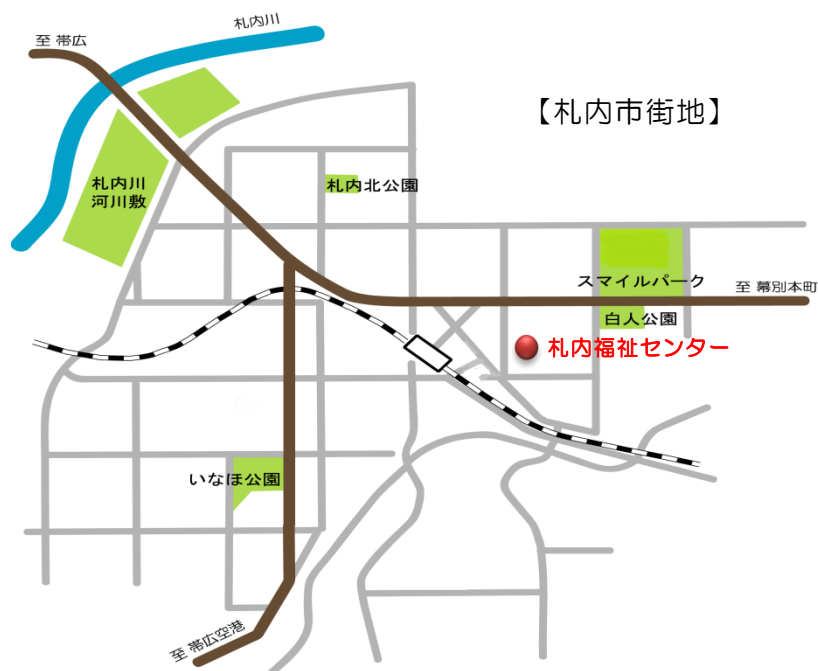 札内川
至 帯広
【札内市街地】
札内川
河川敷
札内北公園
スマイルパーク
至 幕別本町
白人公園
札内福祉センター
いなほ公園
至 帯広空港